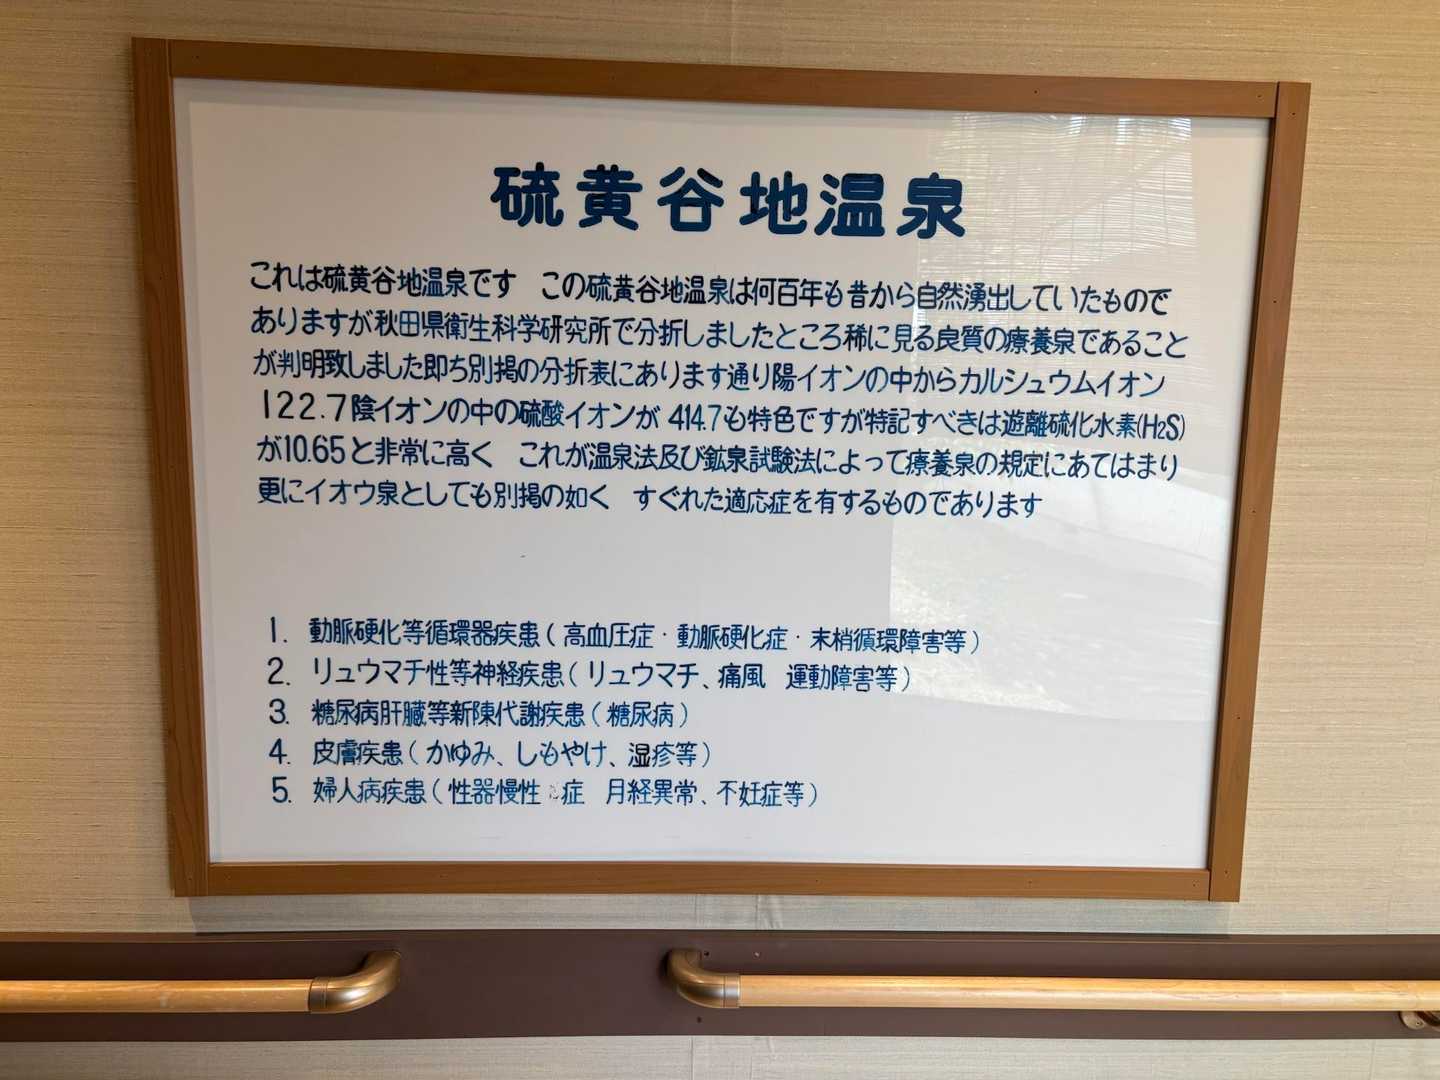 硫黄谷地温泉
これは硫黄谷地温泉です　この硫黄谷地温泉は何百年も昔から自然湧出していたもので
ありますが秋田県衛生科学研究所で分折しましたところ稀に見る良質の療養泉であること
が判明致しました即ち別掲の分折表にあります通り陽イオンの中からカルシュウムイオン
122.7陰イオンの中の硫酸イオンが 414.7も特色ですが特記すべきは遊離硫化水素(H2S)
が10.65と非常に高く　これが温泉法及び鉱泉試験法によって療養泉の規定にあてはまり
更にイオウ泉としても別掲の如く　すぐれた適応症を有するものであります
1. 動脈硬化等循環器疾患（高血圧症・動脈硬化症・末梢循環障害等）
2. リュウマチ性等神経疾患（リュウマチ、痛風　運動障害等）
3. 糖尿病肝臓等新陳代謝疾患（糖尿病）
4. 皮膚疾患（かゆみ、しもやけ、湿疹等）
5. 婦人病疾患（性器慢性 症　月経異常、不妊症等）